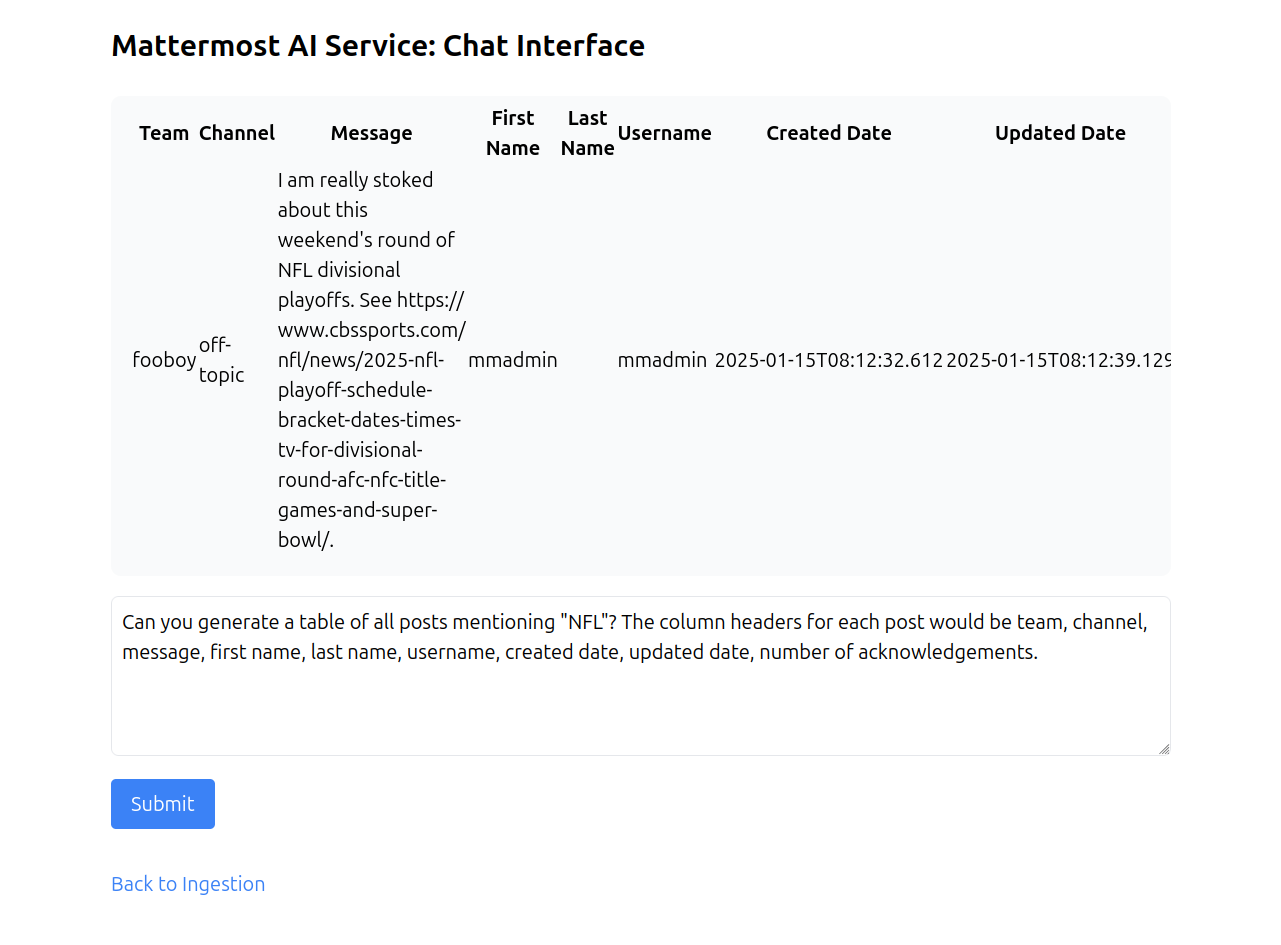 Mattermost AI Service: Chat Interface
Team Channel Message First Name Last Name Username Created Date Updated Date
fooboy
off-
topic
I am really stoked
about this
weekend's round of
NFL divisional
playoffs. See https://
www.cbssports.com/
nfl/news/2025-nfl-
playoff-schedule-
bracket-dates-times-
tv-for-divisional-
round-afc-nfc-title-
games-and-super-
bowl/.
mmadmin
mmadmin
2025-01-15T08:12:32.612
2025-01-15T08:12:39.129
Can you generate a table of all posts mentioning "NFL"? The column headers for each post would be team, channel,
message, first name, last name, username, created date, updated date, number of acknowledgements.
Submit
Back to Ingestion